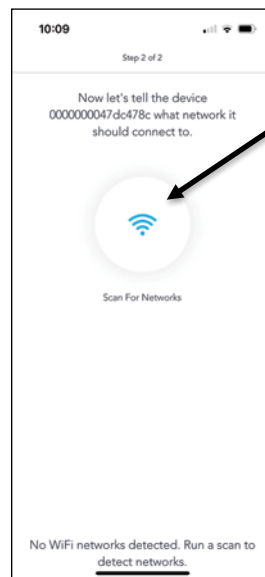 10:09
Step 2 of 2
Now let's tell the device
0000000047dc478c what network it
should connect to.
Scan For Networks
No WiFi networks detected. Run a scan to
detect networks.